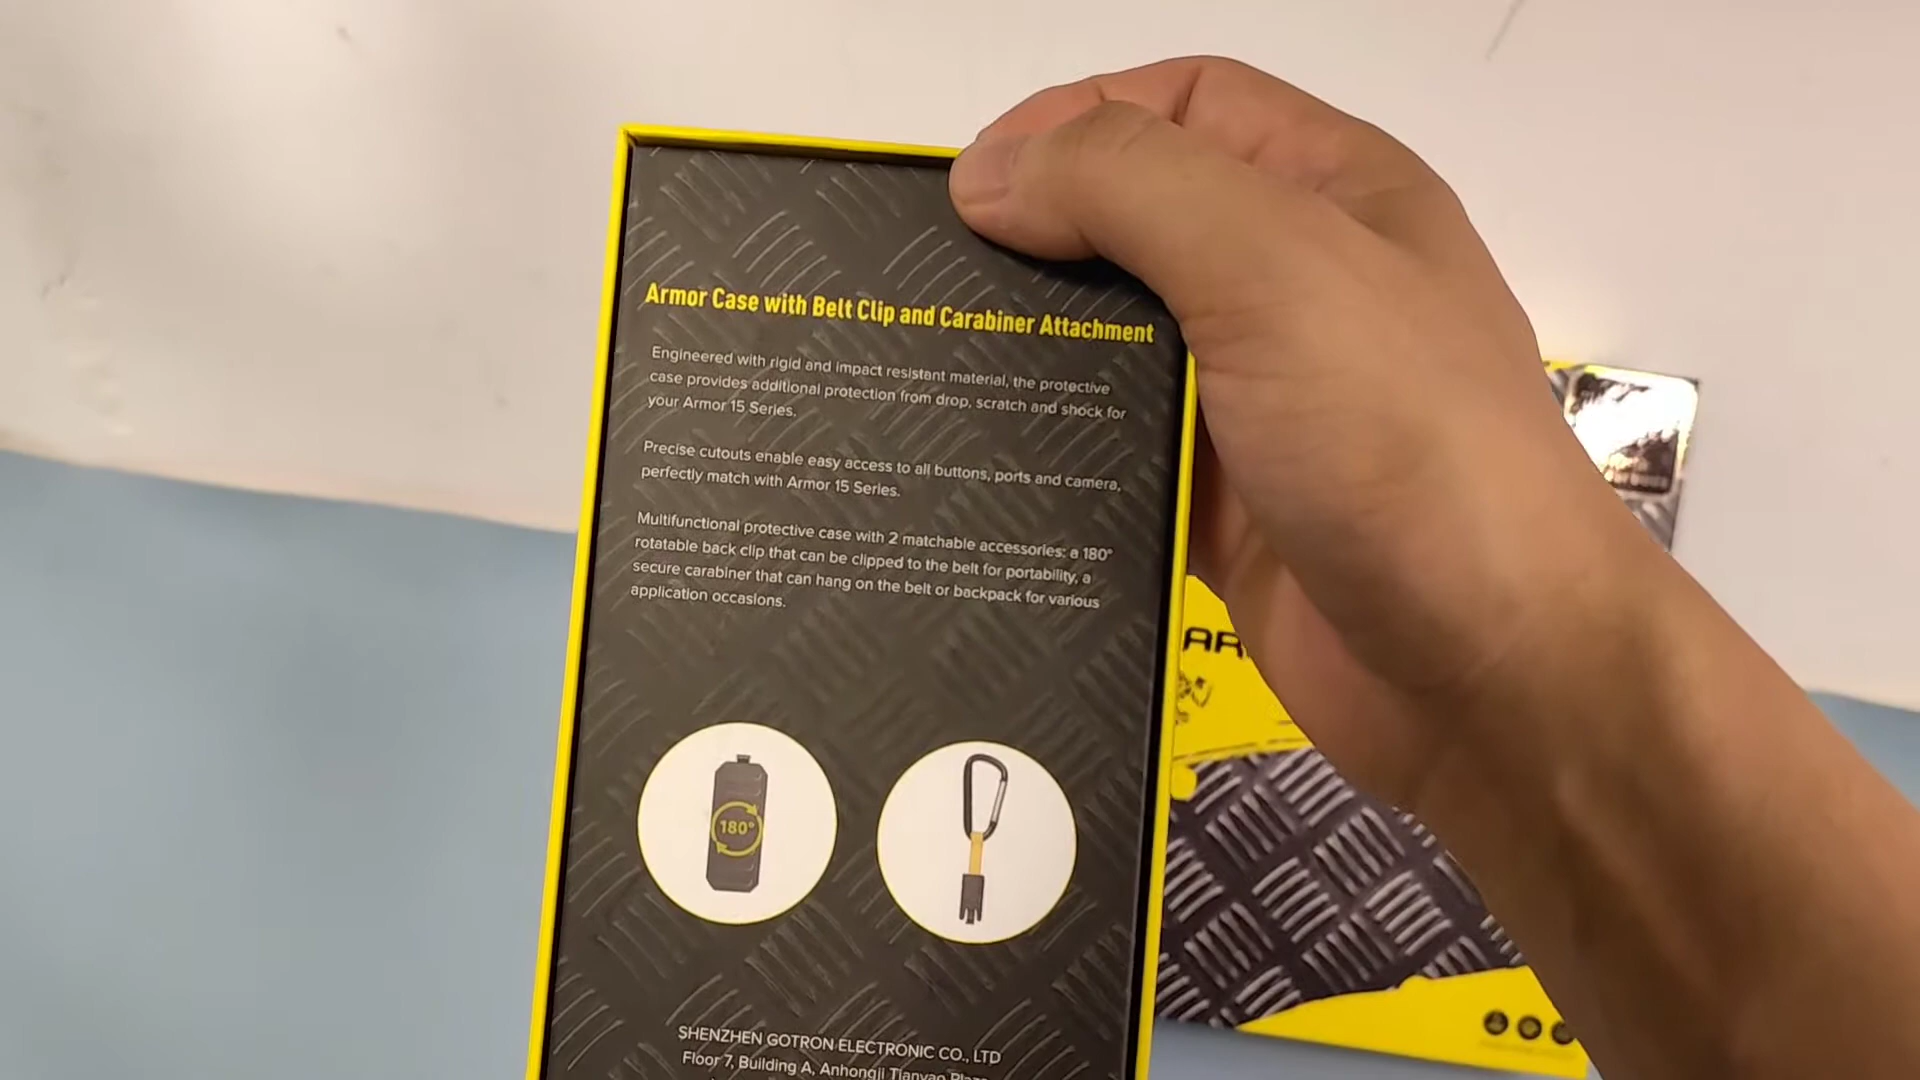 Armor Case with Belt Clip and Carabiner Attachment
Engineered with rigid and impact resistant material, the protective
case provides additional protection from drop, scratch and shock for
your Armor 15 Series.
Precise cutouts enable easy access to all buttons, ports and camera,
perfectly match with Armor 15 Series.
Multifunctional protective case with 2 matchable accessories: a 180°
rotatable back clip that can be clipped to the belt for portability, a
secure carabiner that can hang on the belt or backpack for various
application occasions.
180°
SHENZHEN GOTRON ELECTRONIC CO., LTD
Floor 7, Building A, Anhongji Tianyao
AR